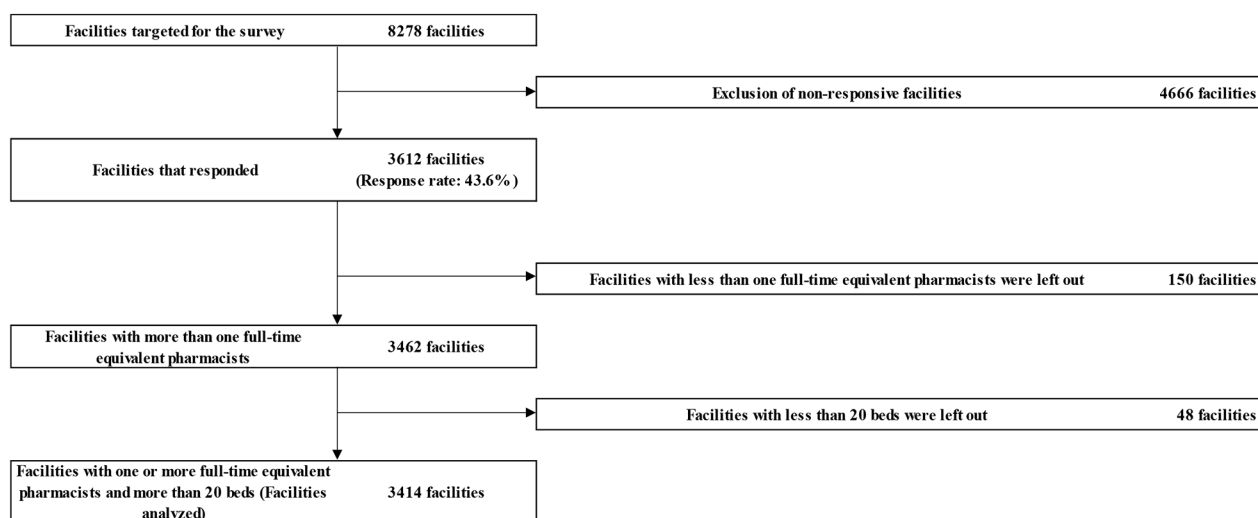 Facilities targeted for the survey 8278 facilities
Exclusion of non-responsive facilities 4666 facilities
Facilities that responded
3612 facilities
(Response rate: 43.6%)
Facilities with less than one full-time equivalent pharmacists were left out 150 facilities
Facilities with more than one full-time
equivalent pharmacists
3462 facilities
Facilities with less than 20 beds were left out 48 facilities
Facilities with one or more full-time equivalent
pharmacists and more than 20 beds (Facilities
analyzed)
3414 facilities